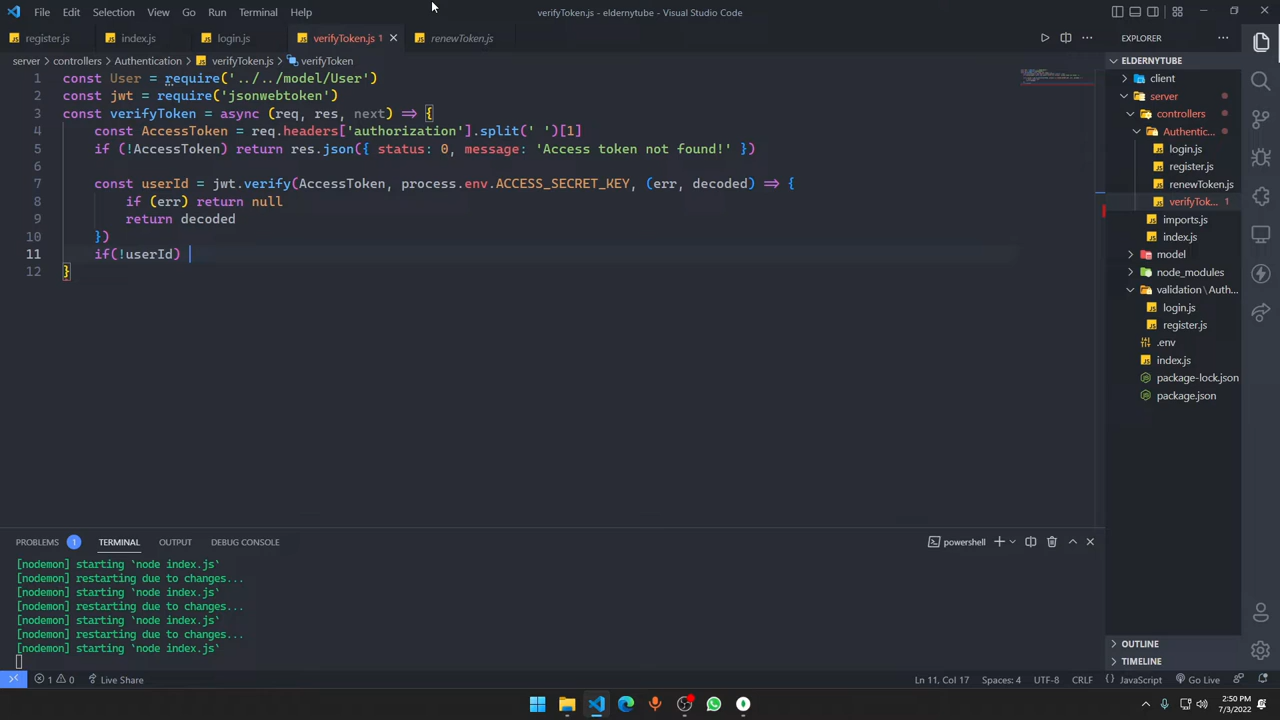 File Edit Selection View Go Run Terminal Help
verifyToken.js - eldernytube - Visual Studio Code
register.js index.js login.js verifyToken.js 1 renewToken.js
EXPLORER
server > controllers > Authentication > verifyToken.js > verifyToken
1 const User = require('../../model/User')
2 const jwt = require('jsonwebtoken')
3 const verifyToken = async (req, res, next) => {
4 const AccessToken = req.headers['authorization'].split(' ')[1]
5 if (!AccessToken) return res.json({ status: 0, message: 'Access token not found!' })
6
7 const userId = jwt.verify(AccessToken, process.env.ACCESS_SECRET_KEY, (err, decoded) => {
8 if (err) return null
9 return decoded
10 })
11 if(!userId)
12 }
ELDERNYTUBE
client
server
controllers
Authentic...
login.js
register.js
renewToken.js
verifyTok... 1
imports.js
index.js
model
node_modules
validation\Auth...
login.js
register.js
.env
index.js
package-lock.json
package.json
OUTLINE
TIMELINE
PROBLEMS 1 TERMINAL OUTPUT DEBUG CONSOLE
powershell
[nodemon] starting `node index.js`
[nodemon] restarting due to changes...
[nodemon] starting `node index.js`
[nodemon] restarting due to changes...
[nodemon] starting `node index.js`
[nodemon] restarting due to changes...
[nodemon] starting `node index.js`
1 0 Live Share
Ln 11, Col 17 Spaces: 4 UTF-8 CRLF JavaScript Go Live
2:50 PM
7/3/2022